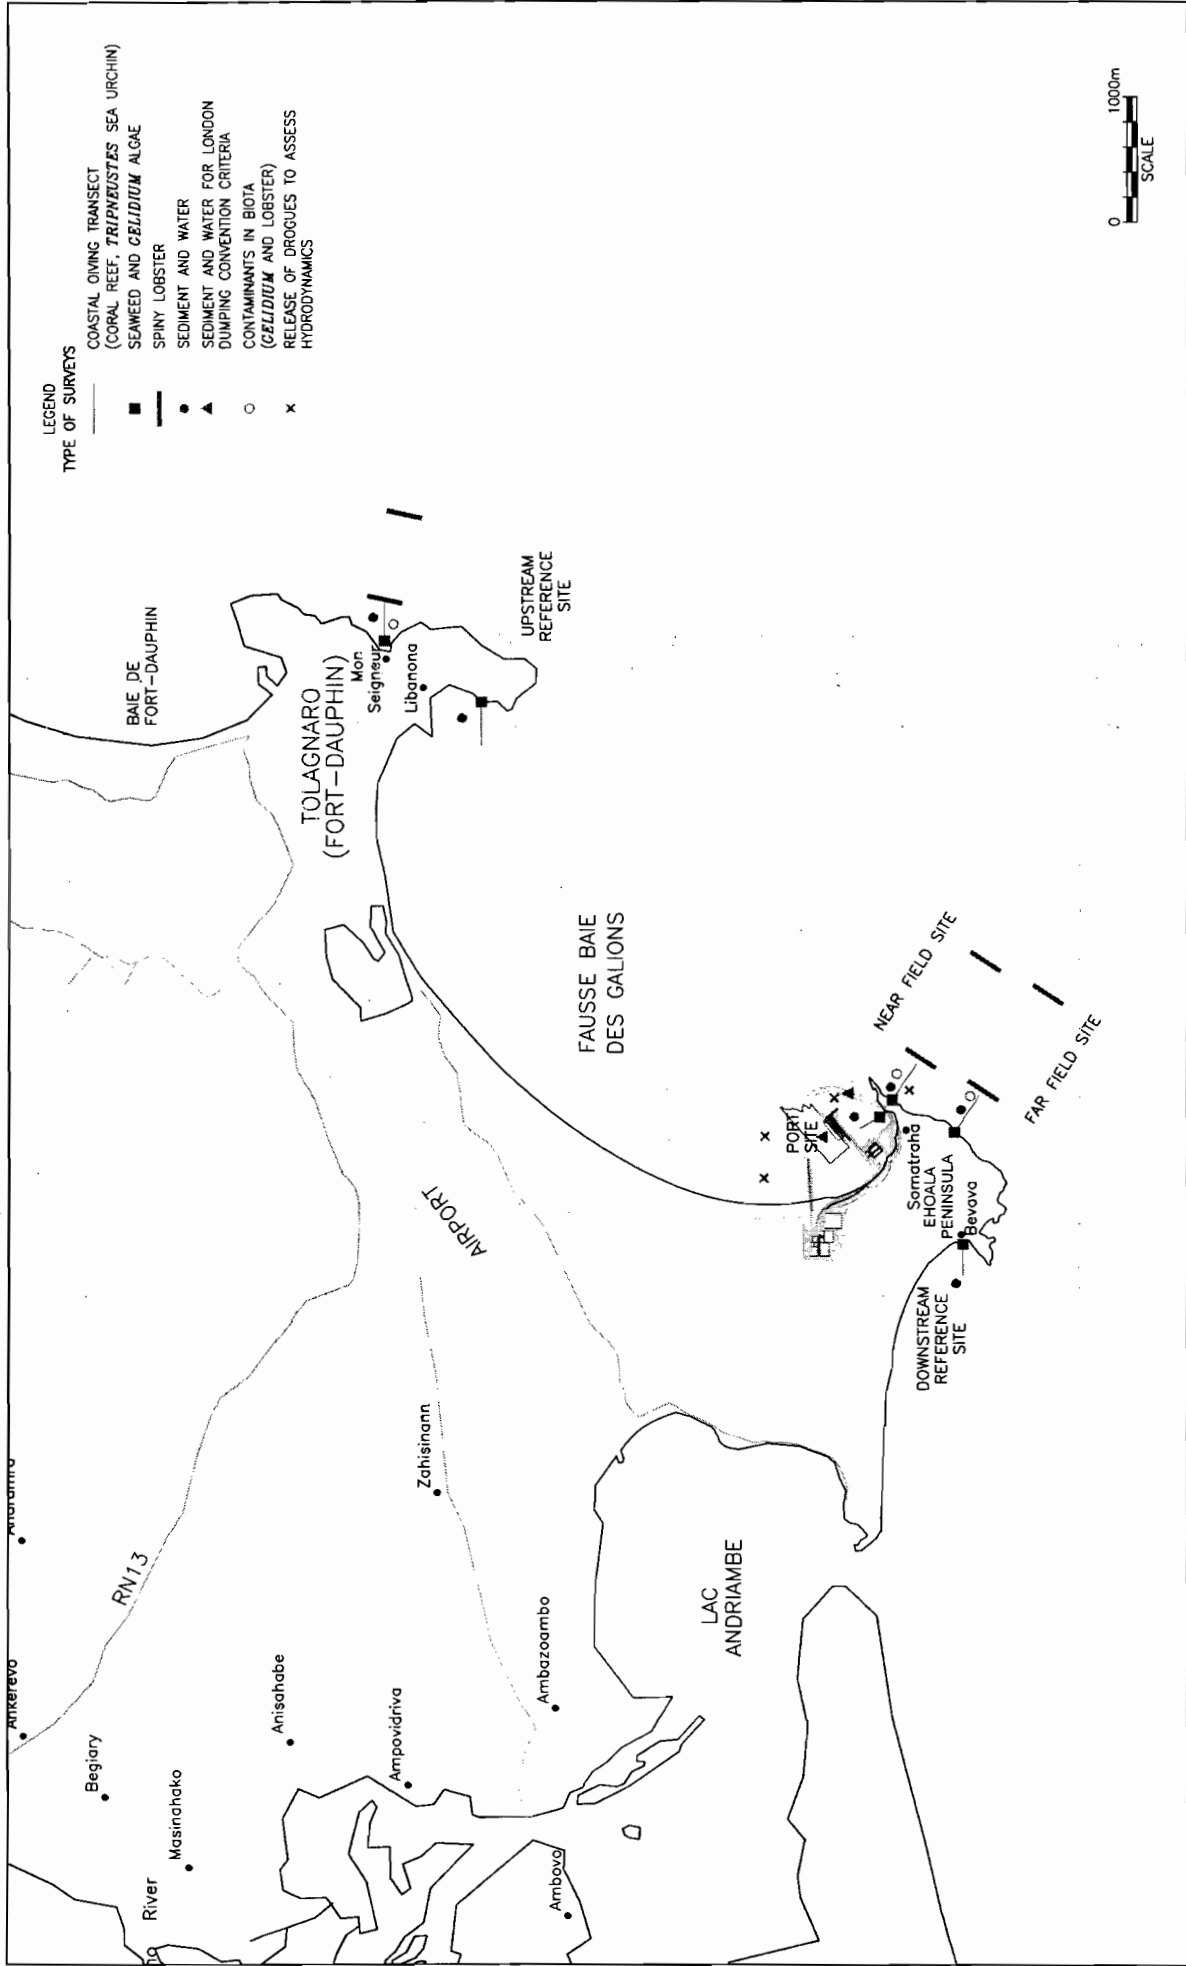 LEGEND
TYPE OF SURVEYS
COASTAL DIVING TRANSECT
(CORAL REEF, TRIPNEUSTES SEA URCHIN)
SEAWEED AND GELIDIUM ALGAE
SPINY LOBSTER
SEDIMENT AND WATER
SEDIMENT AND WATER FOR LONDON
DUMPING CONVENTION CRITERIA
CONTAMINANTS IN BIOTA
(GELIDIUM AND LOBSTER)
RELEASE OF DROGUES TO ASSESS
HYDRODYNAMICS
0 1000m
SCALE
BAIE DE
FORT-DAUPHIN
TOLAGNARO
(FORT-DAUPHIN)
Mon
Seigneur
Libanona
UPSTREAM
REFERENCE
SITE
FAUSSE BAIE
DES GALIONS
NEAR FIELD SITE
FAR FIELD SITE
PORT
SITE
Somatraha
EHOALA
PENINSULA
Bevava
DOWNSTREAM
REFERENCE
SITE
AIRPORT
RN13
Zahisinann
LAC
ANDRIAMBE
Ambazoambo
Ankerevo
Begiary
Masinahako
River
Anisahabe
Ampovidriva
Ambovo